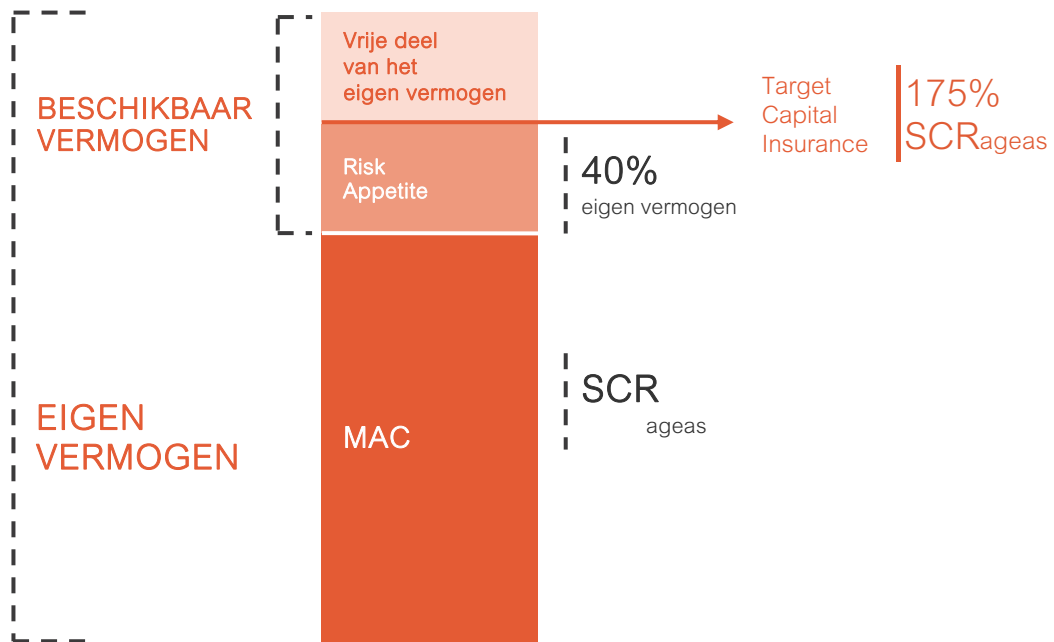 Vrije deel
van het
eigen vermogen
BESCHIKBAAR
VERMOGEN
Target
Capital
Insurance
175%
SCRageas
Risk
Appetite
40%
eigen vermogen
EIGEN
VERMOGEN
MAC
SCR
ageas